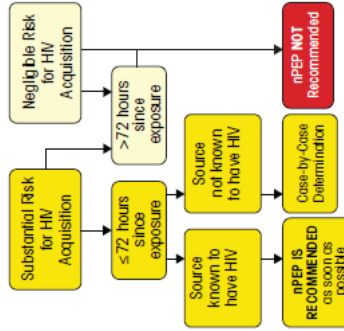 Substantial Risk
for HIV
Acquisition
Negligible Risk
for HIV
Acquisition
≤72 hours
since
exposure
>72 hours
since
exposure
Source
known to
have HIV
Source
not known
to have HIV
nPEP IS
RECOMMENDED
as soon as
possible
Case-by-Case
Determination
nPEP NOT
Recommended